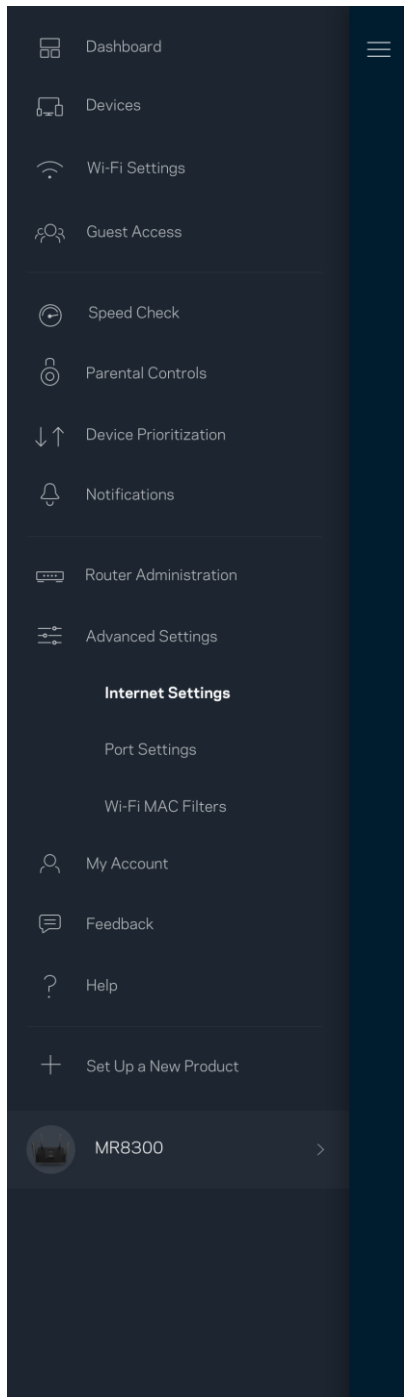 Dashboard
Devices
Wi-Fi Settings
Guest Access
Speed Check
Parental Controls
Device Prioritization
Notifications
Router Administration
Advanced Settings
Internet Settings
Port Settings
Wi-Fi MAC Filters
My Account
Feedback
Help
Set Up a New Product
MR8300